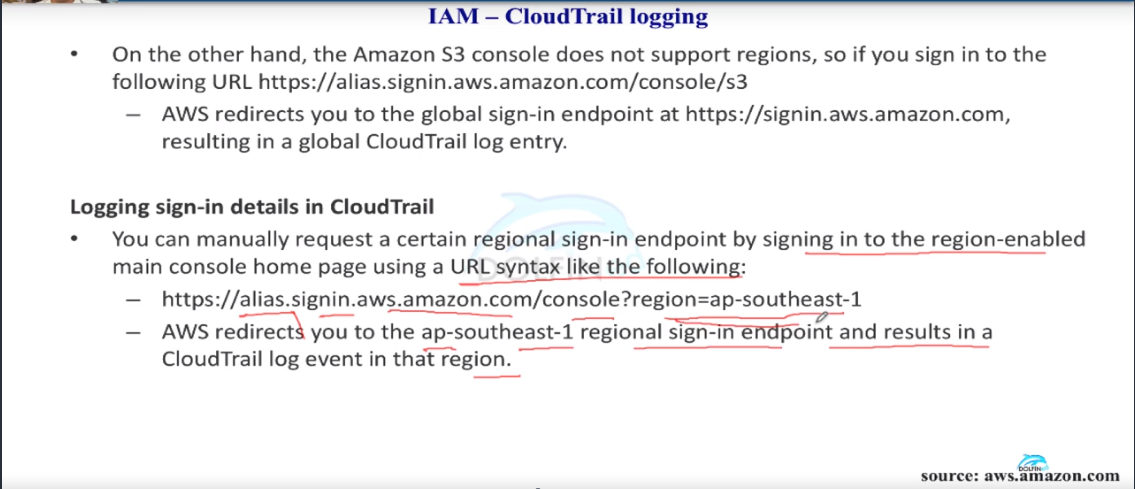 IAM – CloudTrail logging
• On the other hand, the Amazon S3 console does not support regions, so if you sign in to the
following URL https://alias.signin.aws.amazon.com/console/s3
– AWS redirects you to the global sign-in endpoint at https://signin.aws.amazon.com,
resulting in a global CloudTrail log entry.
Logging sign-in details in CloudTrail
• You can manually request a certain regional sign-in endpoint by signing in to the region-enabled
main console home page using a URL syntax like the following:
– https://alias.signin.aws.amazon.com/console?region=ap-southeast-1
– AWS redirects you to the ap-southeast-1 regional sign-in endpoint and results in a
CloudTrail log event in that region.
DOLFIN
DOLFIN
source: aws.amazon.com